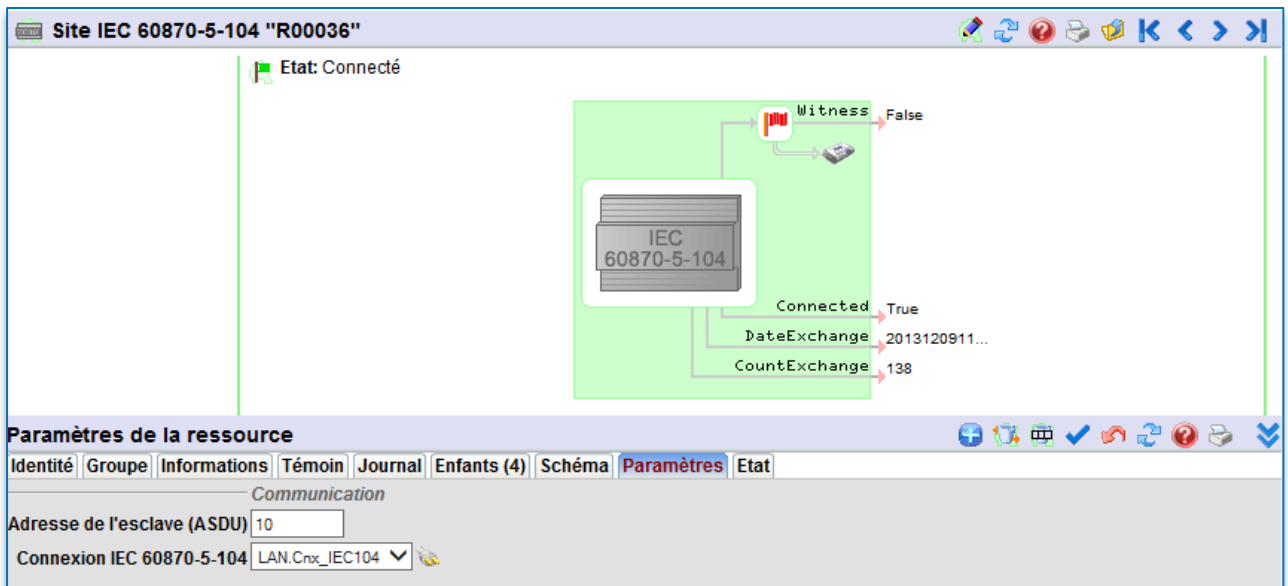 Site IEC 60870-5-104 "R00036"
Etat: Connecté
Witness False
IEC
60870-5-104
Connected True
DateExchange 2013120911...
CountExchange 138
Paramètres de la ressource
Identité Groupe Informations Témoin Journal Enfants (4) Schéma Paramètres Etat
Communication
Adresse de l'esclave (ASDU) 10
Connexion IEC 60870-5-104 LAN.Cnx_IEC104